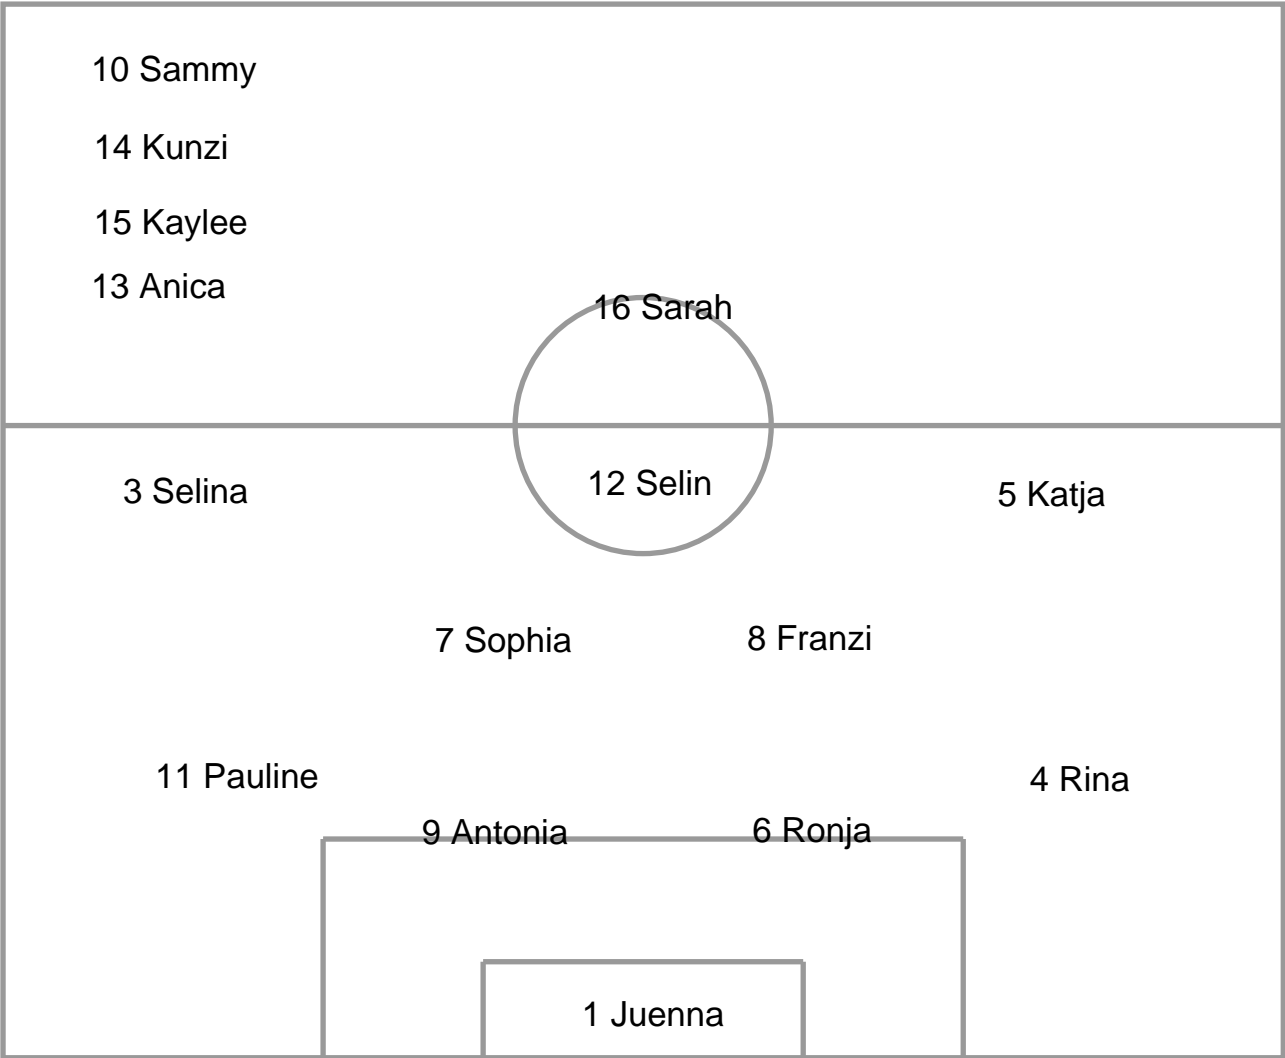 10 Sammy
14 Kunzi
15 Kaylee
13 Anica
16 Sarah
3 Selina
12 Selin
5 Katja
7 Sophia
8 Franzi
11 Pauline
4 Rina
9 Antonia
6 Ronja
1 Juenna